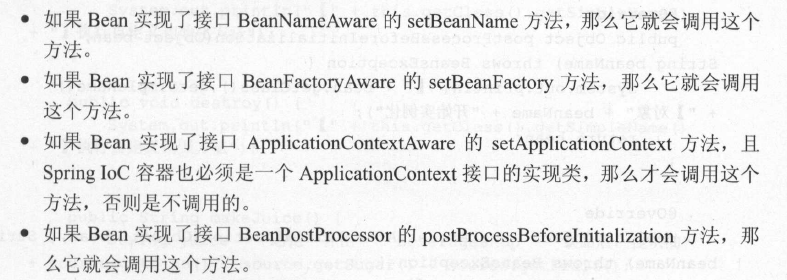 ● 如果 Bean 实现了接口 BeanNameAware 的 setBeanName 方法，那么它就会调用这个
方法。
● 如果 Bean 实现了接口 BeanFactoryAware 的 setBeanFactory 方法，那么它就会调用
这个方法。
● 如果 Bean 实现了接口 ApplicationContextAware 的 setApplicationContext 方法，且
Spring IoC 容器也必须是一个 ApplicationContext 接口的实现类，那么才会调用这个
方法，否则是不调用的。
● 如果 Bean 实现了接口 BeanPostProcessor 的 postProcessBeforeInitialization 方法，那
么它就会调用这个方法。